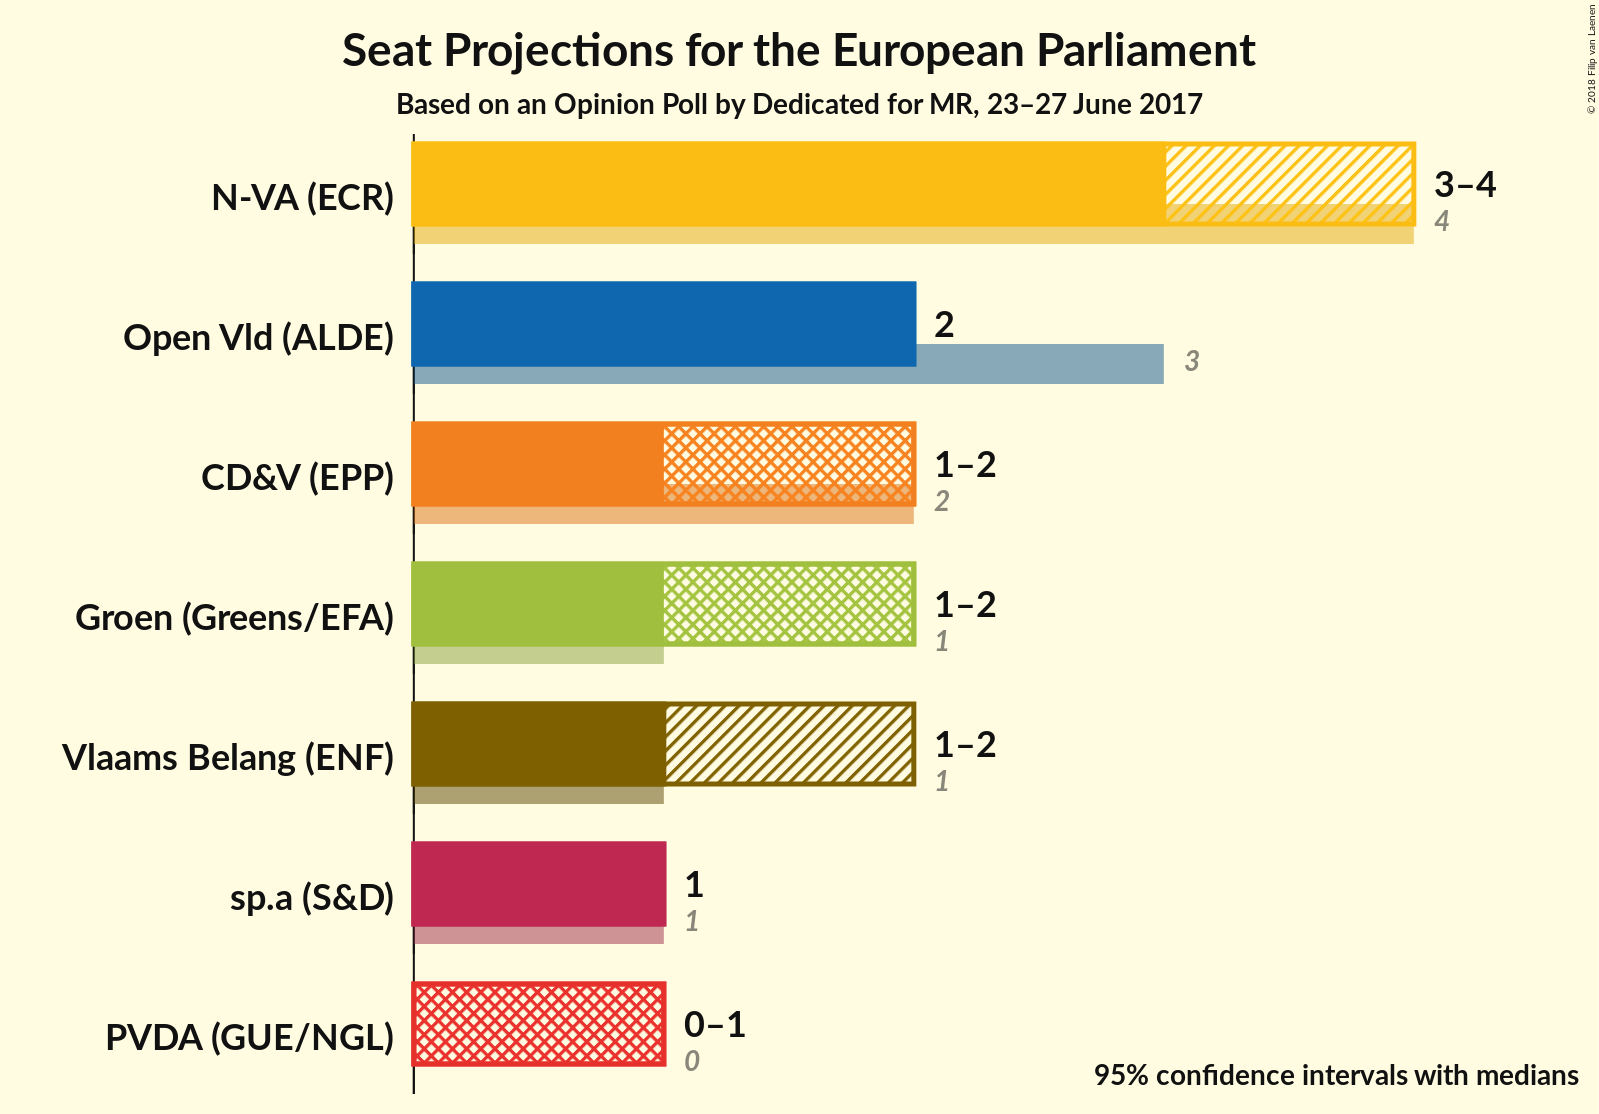 Seat Projections for the European Parliament
Based on an Opinion Poll by Dedicated for MR, 23–27 June 2017
© 2018 Filip van Laenen
N-VA (ECR)
3–4
4
Open Vld (ALDE)
2
3
CD&V (EPP)
1–2
2
Groen (Greens/EFA)
1–2
1
Vlaams Belang (ENF)
1–2
1
sp.a (S&D)
1
1
PVDA (GUE/NGL)
0–1
0
95% confidence intervals with medians